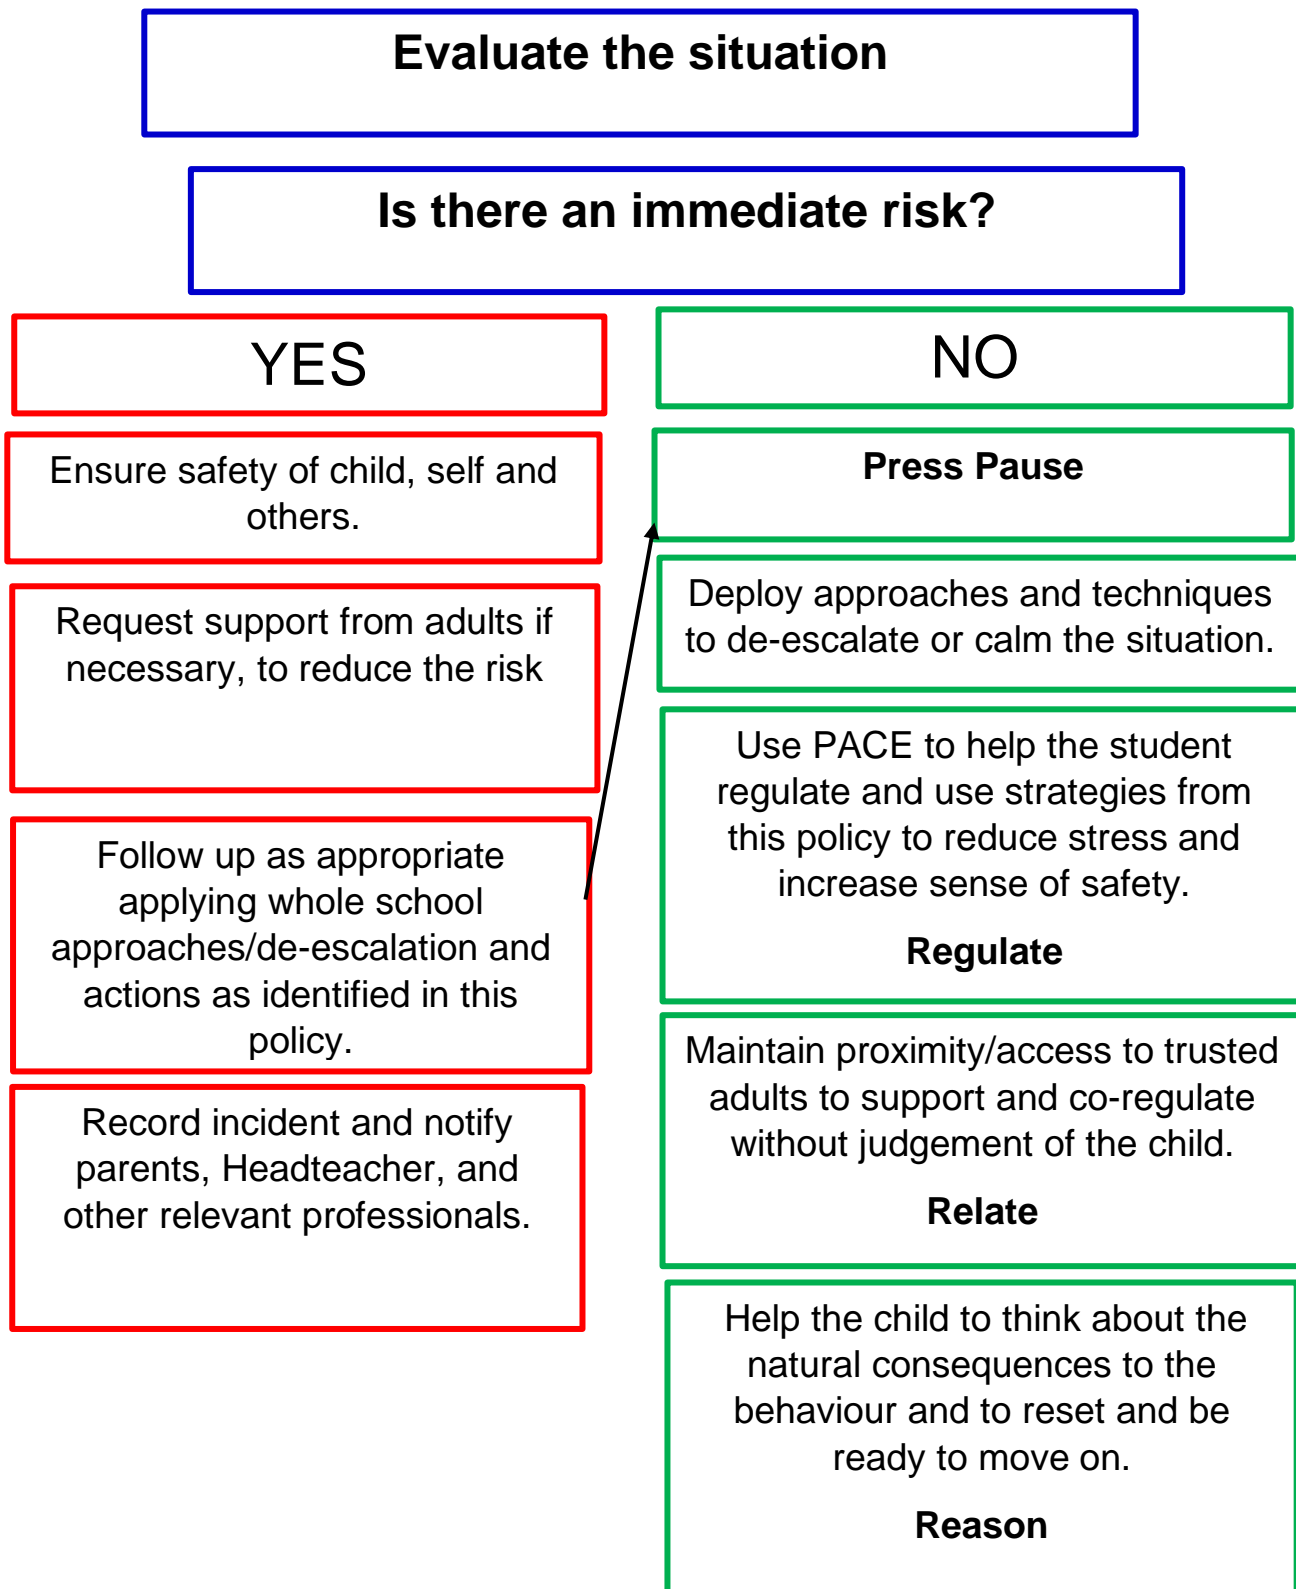 Evaluate the situation
Is there an immediate risk?
YES
Ensure safety of child, self and
others.
Request support from adults if
necessary, to reduce the risk
Follow up as appropriate
applying whole school
approaches/de-escalation and
actions as identified in this
policy.
Record incident and notify
parents, Headteacher, and
other relevant professionals.
NO
Press Pause
Deploy approaches and techniques
to de-escalate or calm the situation.
Use PACE to help the student
regulate and use strategies from
this policy to reduce stress and
increase sense of safety.
Regulate
Maintain proximity/access to trusted
adults to support and co-regulate
without judgement of the child.
Relate
Help the child to think about the
natural consequences to the
behaviour and to reset and be
ready to move on.
Reason